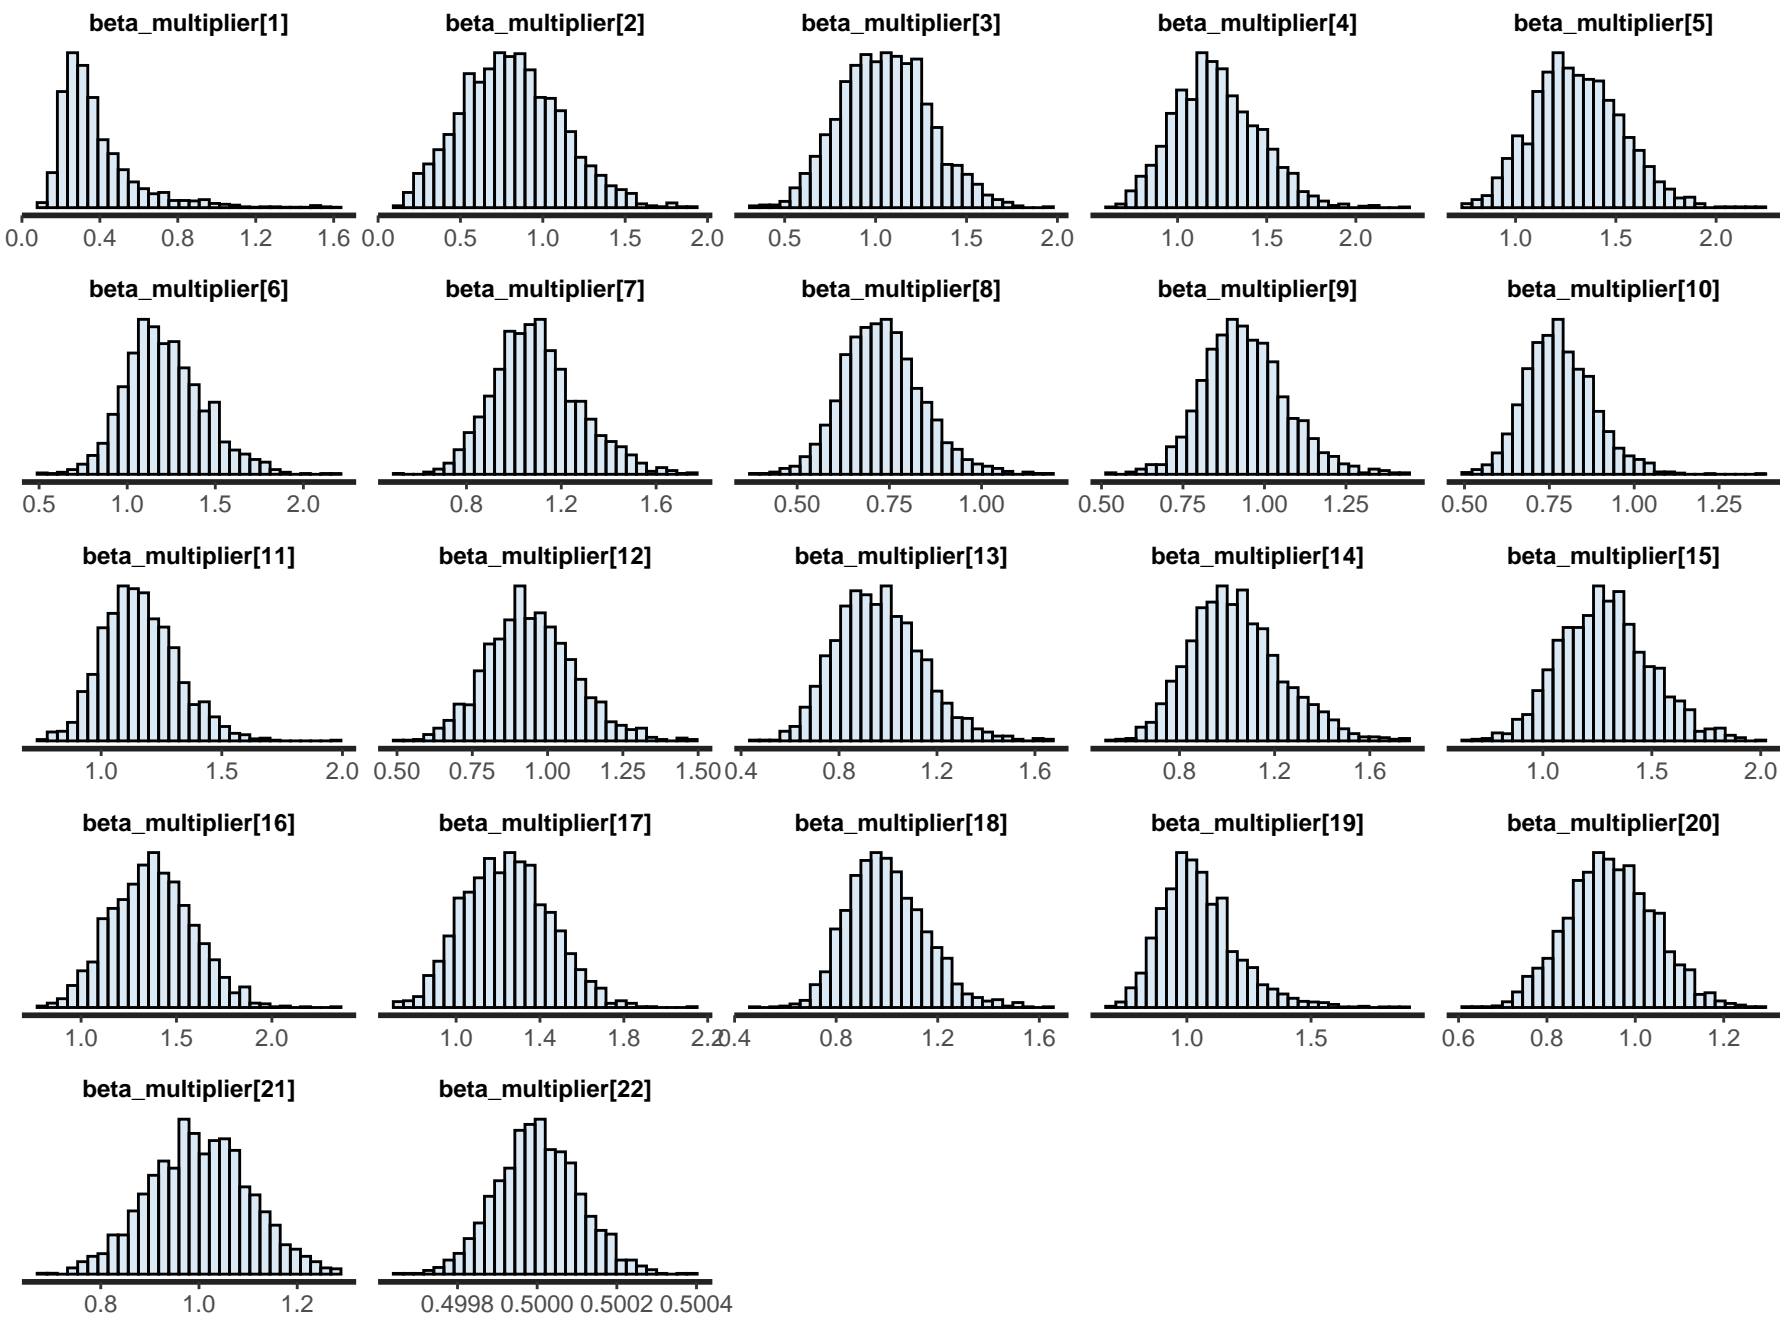 beta_multiplier[1] beta_multiplier[2] beta_multiplier[3] beta_multiplier[4] beta_multiplier[5]
0.0 0.4 0.8 1.2 1.6 0.0 0.5 1.0 1.5 2.0 0.5 1.0 1.5 2.0 1.0 1.5 2.0 1.0 1.5 2.0
beta_multiplier[6] beta_multiplier[7] beta_multiplier[8] beta_multiplier[9] beta_multiplier[10]
0.5 1.0 1.5 2.0 0.8 1.2 1.6 0.50 0.75 1.00 0.50 0.75 1.00 1.25 0.50 0.75 1.00 1.25
beta_multiplier[11] beta_multiplier[12] beta_multiplier[13] beta_multiplier[14] beta_multiplier[15]
1.0 1.5 2.0 0.50 0.75 1.00 1.25 1.50 0.4 0.8 1.2 1.6 0.8 1.2 1.6 1.0 1.5 2.0
beta_multiplier[16] beta_multiplier[17] beta_multiplier[18] beta_multiplier[19] beta_multiplier[20]
1.0 1.5 2.0 1.0 1.4 1.8 2.2 0.4 0.8 1.2 1.6 1.0 1.5 0.6 0.8 1.0 1.2
beta_multiplier[21] beta_multiplier[22]
0.8 1.0 1.2 0.4998 0.5000 0.5002 0.5004